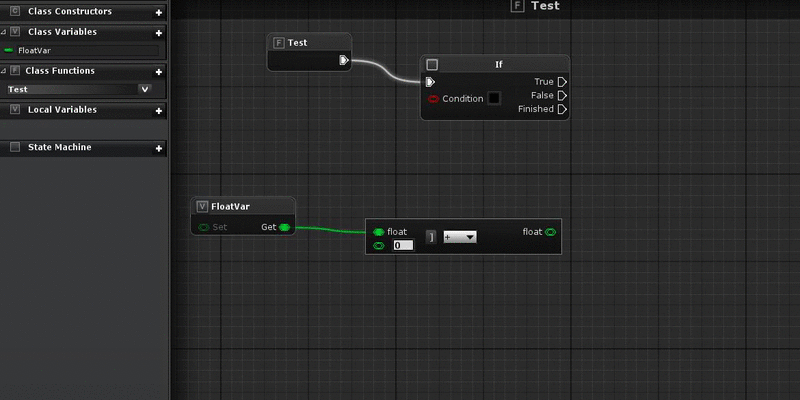 C Class Constructors +
V Class Variables +
FloatVar
F Class Functions +
Test V
V Local Variables +
State Machine +
F Test
F Test
If
True
False
Condition
Finished
V FloatVar
Set Get
float ] + float
0